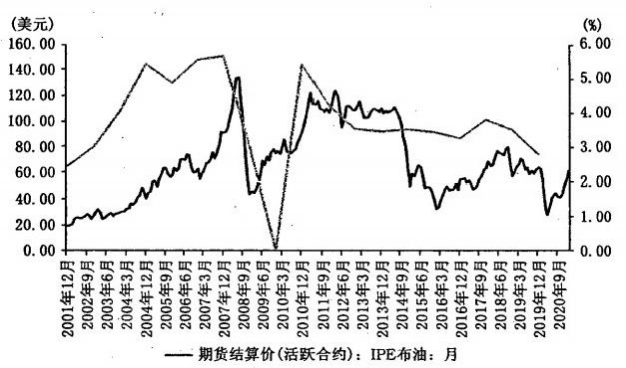 (美元)
(%)
160.00
140.00
120.00
100.00
80.00
60.00
40.00
20.00
0.00
6.00
5.00
4.00
3.00
2.00
1.00
0.00
2001年12月
2002年9月
2003年6月
2004年3月
2004年12月
2005年9月
2006年6月
2007年3月
2007年12月
2008年9月
2009年6月
2010年3月
2010年12月
2011年9月
2012年6月
2013年3月
2013年12月
2014年9月
2015年6月
2016年3月
2016年12月
2017年9月
2018年6月
2019年3月
2019年12月
2020年9月
期货结算价(活跃合约): IPE布油: 月